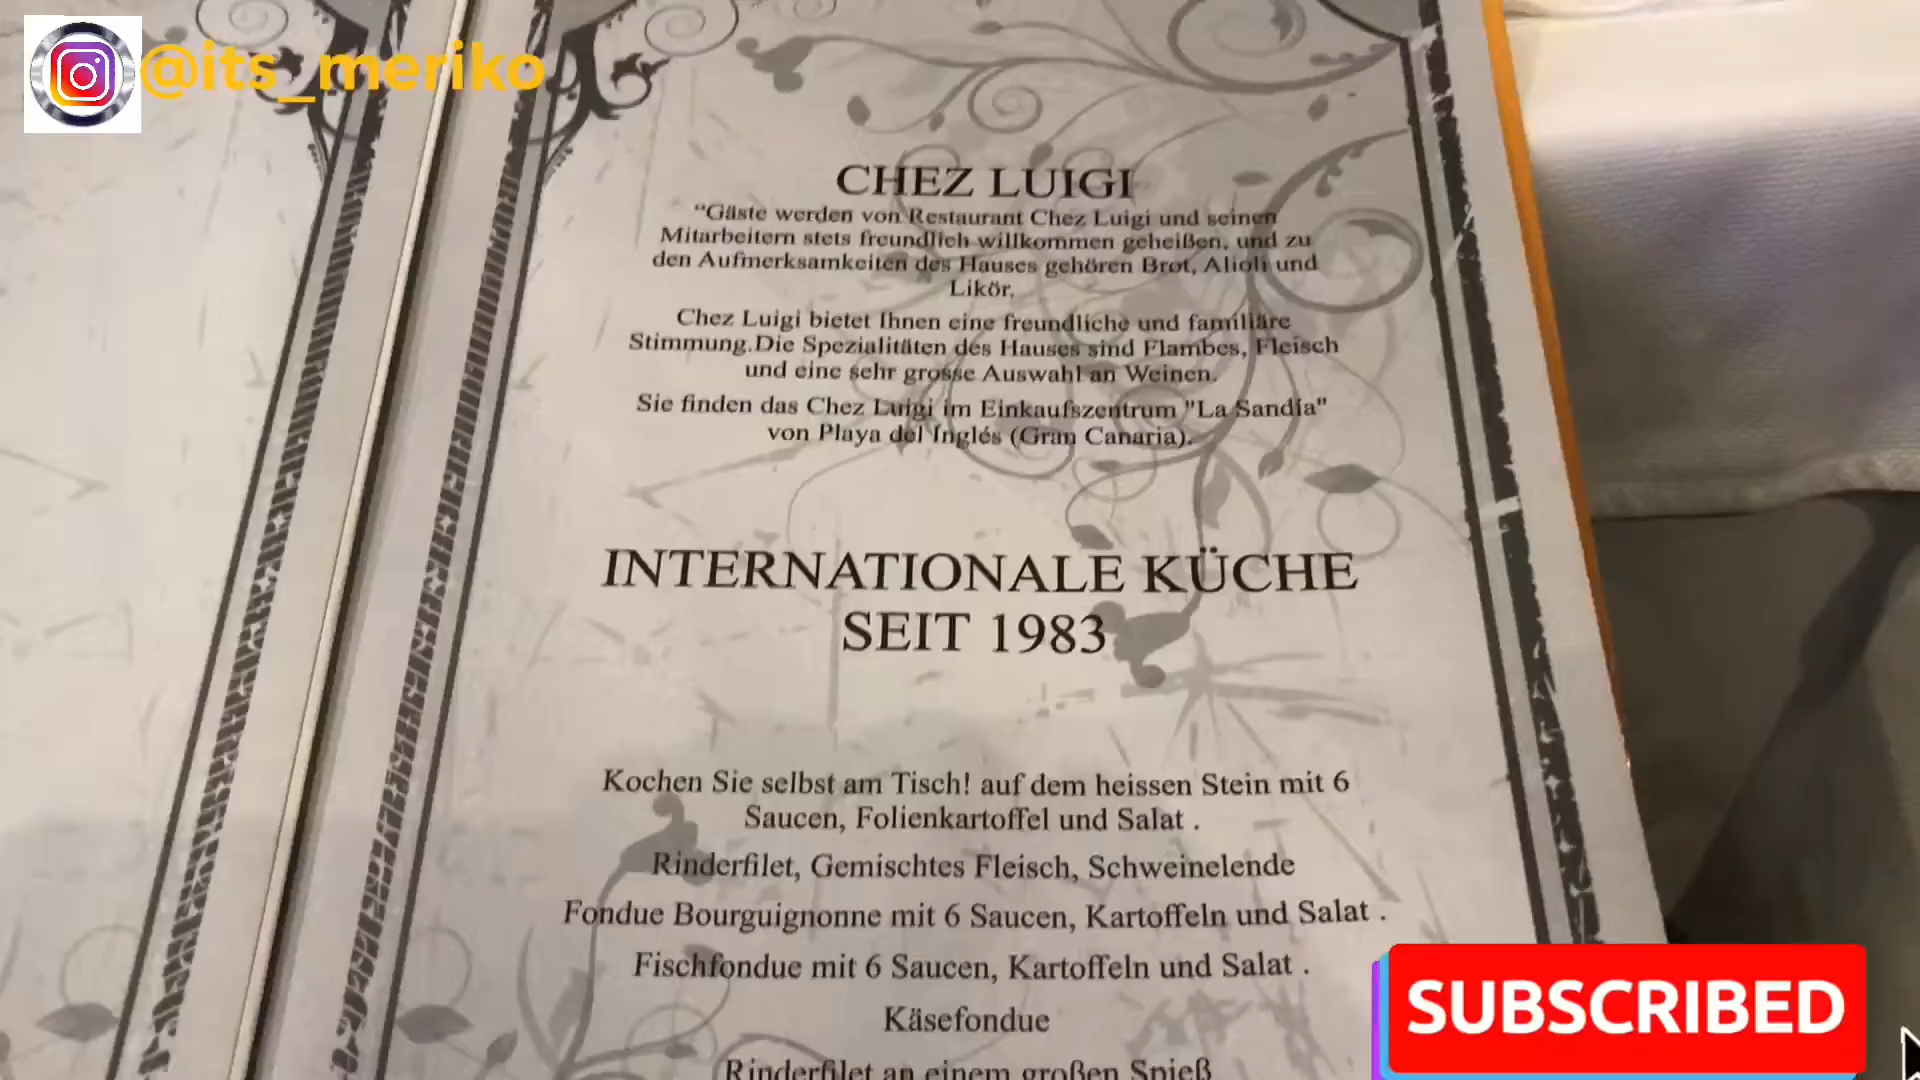 @its_meriko
CHEZ LUIGI
"Gäste werden von Restaurant Chez Luigi und seinen
Mitarbeitern stets freundlich willkommen geheißen, und zu
den Aufmerksamkeiten des Hauses gehören Brot, Alioli und
Likör.
Chez Luigi bietet Ihnen eine freundliche und familiäre
Stimmung.Die Spezialitäten des Hauses sind Flambes, Fleisch
und eine sehr grosse Auswahl an Weinen.
Sie finden das Chez Luigi im Einkaufszentrum "La Sandía"
von Playa del Inglés (Gran Canaria).
INTERNATIONALE KÜCHE
SEIT 1983
Kochen Sie selbst am Tisch! auf dem heissen Stein mit 6
Saucen, Folienkartoffel und Salat .
Rinderfilet, Gemischtes Fleisch, Schweinelende
Fondue Bourguignonne mit 6 Saucen, Kartoffeln und Salat .
Fischfondue mit 6 Saucen, Kartoffeln und Salat .
Käsefondue
Rinderfilet an einem großen Spieß
SUBSCRIBED